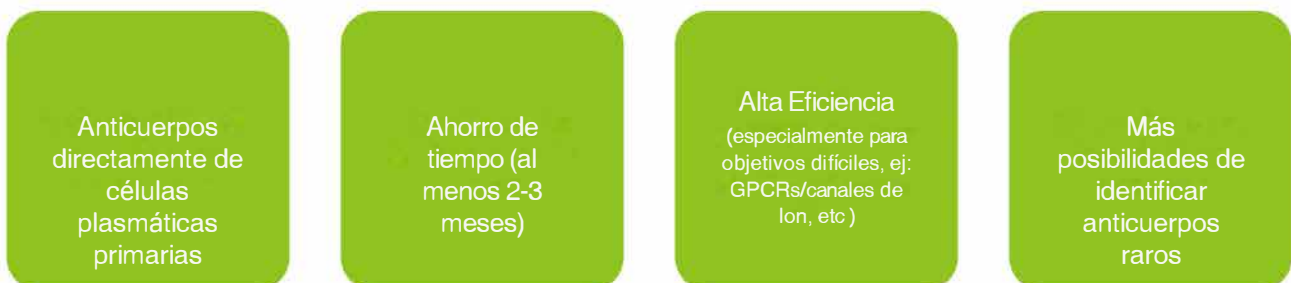 Anticuerpos
directamente de
células
plasmáticas
primarias
Ahorro de
tiempo (al
menos 2-3
meses)
Alta Eficiencia
(especialmente para
objetivos difíciles, ej:
GPCRs/canales de
Ion, etc )
Más
posibilidades de
identificar
anticuerpos
raros